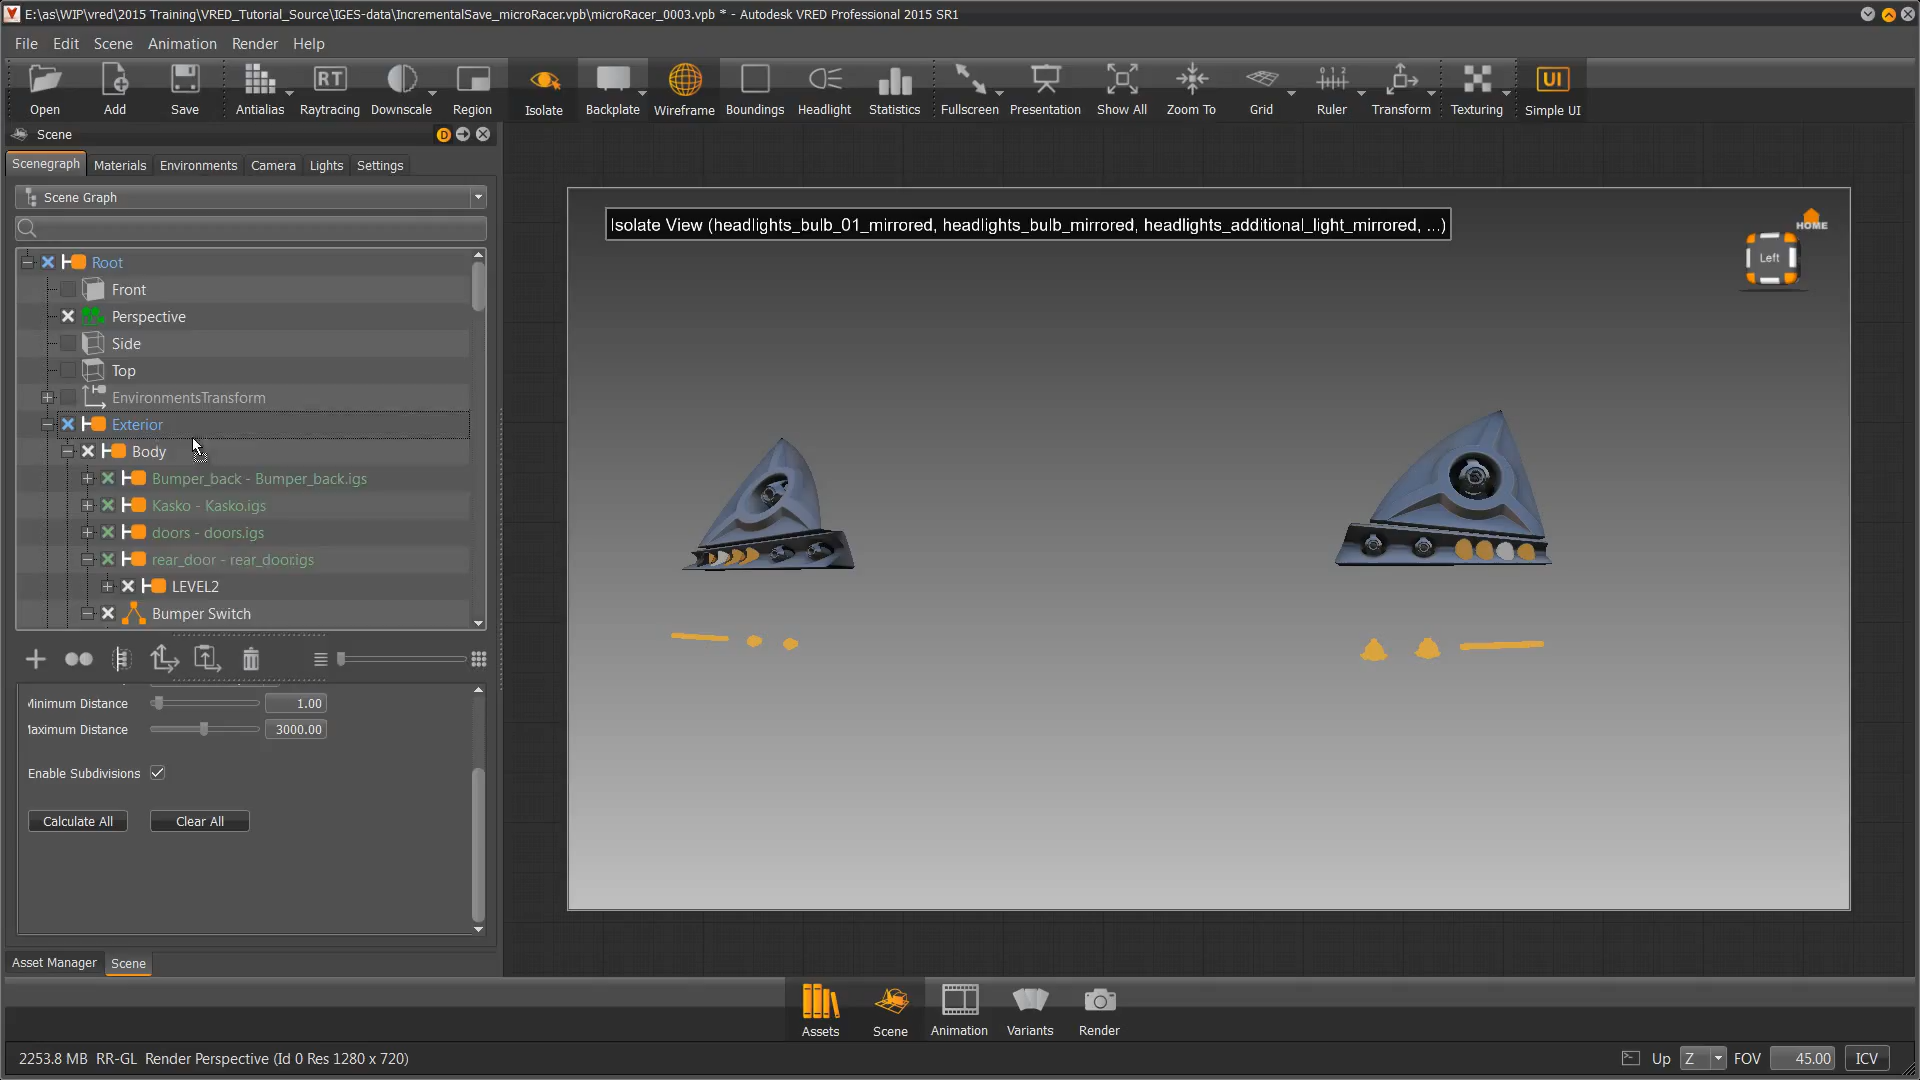 E:\as\WIP\vred\2015 Training\VRED_Tutorial_Source\IGES-data\IncrementalSave_microRacer.vpb\microRacer_0003.vpb * - Autodesk VRED Professional 2015 SR1
File Edit Scene Animation Render Help
RT 0 1 2 UI
Open Add Save Antialias Raytracing Downscale Region Isolate Backplate Wireframe Boundings Headlight Statistics Fullscreen Presentation Show All Zoom To Grid Ruler Transform Texturing Simple UI
Scene D
Scenegraph Materials Environments Camera Lights Settings
Scene Graph
Isolate View (headlights_bulb_01_mirrored, headlights_bulb_mirrored, headlights_additional_light_mirrored, ...)
HOME
Left
Root
Front
Perspective
Side
Top
EnvironmentsTransform
Exterior
Body
Bumper_back - Bumper_back.igs
Kasko - Kasko.igs
doors - doors.igs
rear_door - rear_door.igs
LEVEL2
Bumper Switch
Minimum Distance 1.00
Maximum Distance 3000.00
Enable Subdivisions
Calculate All Clear All
Asset Manager Scene
Assets Scene Animation Variants Render
2253.8 MB RR-GL Render Perspective (Id 0 Res 1280 x 720) Up Z FOV 45.00 ICV